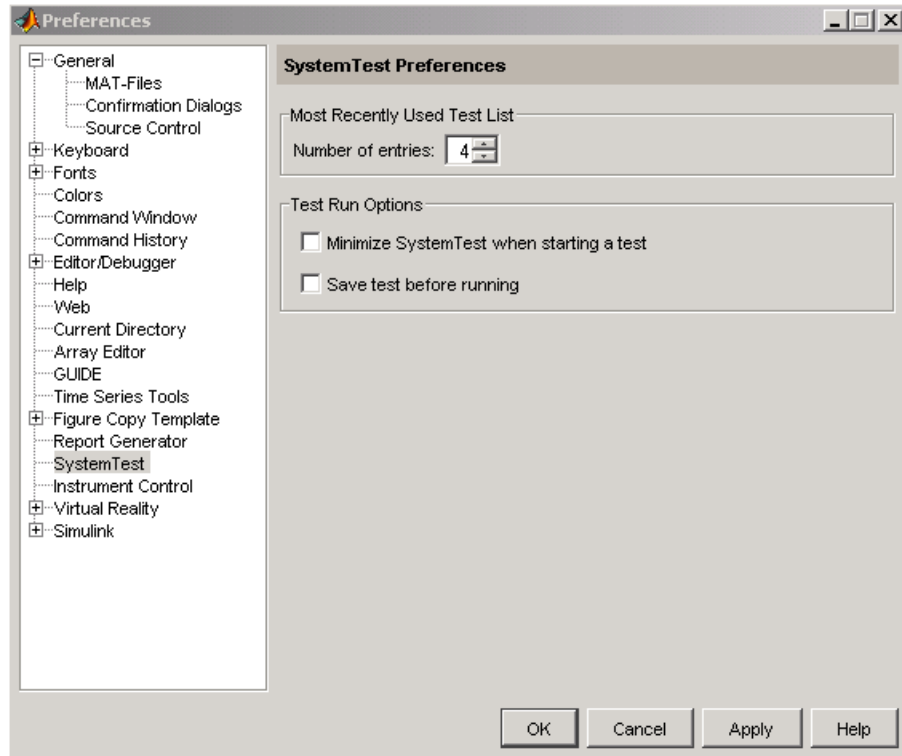 Preferences
General
MAT-Files
Confirmation Dialogs
Source Control
Keyboard
Fonts
Colors
Command Window
Command History
Editor/Debugger
Help
Web
Current Directory
Array Editor
GUIDE
Time Series Tools
Figure Copy Template
Report Generator
SystemTest
Instrument Control
Virtual Reality
Simulink
SystemTest Preferences
Most Recently Used Test List
Number of entries: 4
Test Run Options
Minimize SystemTest when starting a test
Save test before running
OK Cancel Apply Help